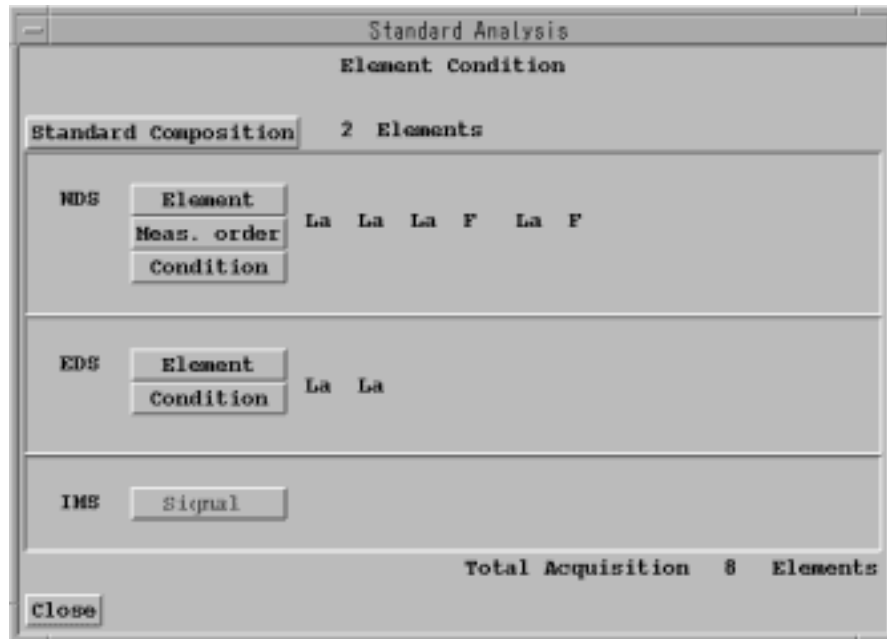 Standard Analysis
Element Condition
Standard Composition 2 Elements
WDS Element
Meas. order La La La F La F
Condition
EDS Element
Condition La La
IMS Signal
Total Acquisition 8 Elements
Close